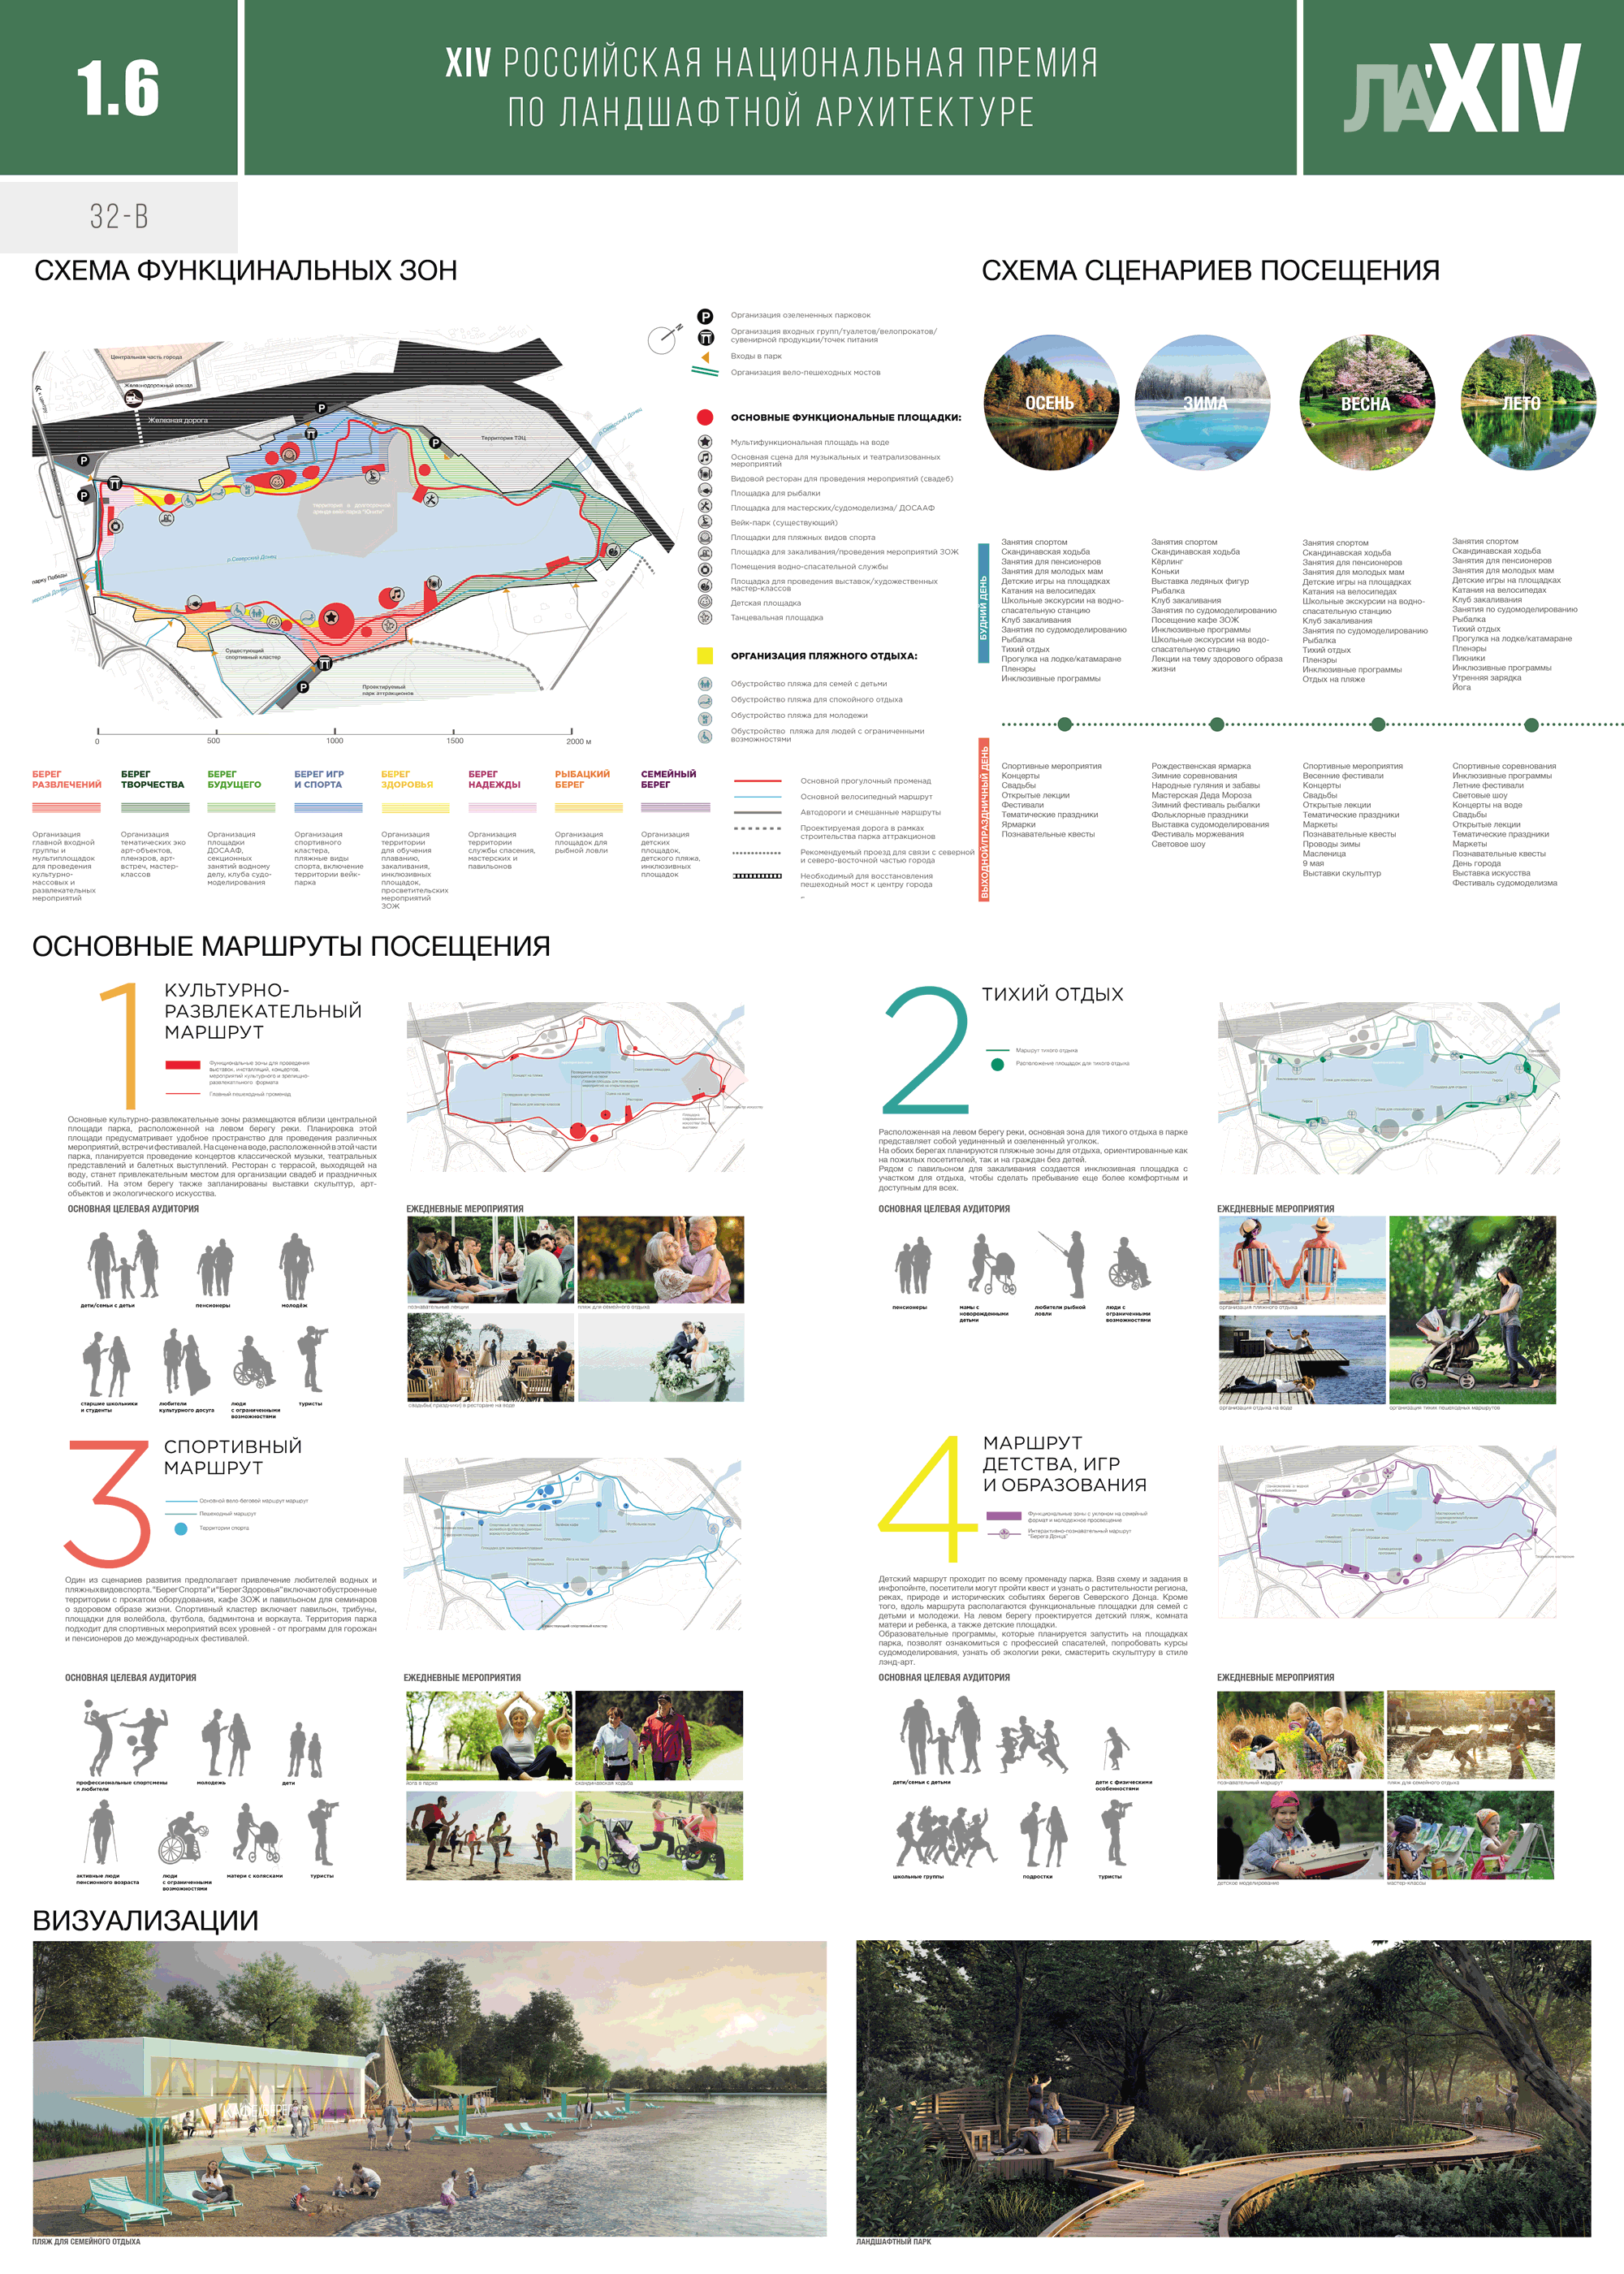 1.6
XIV РОССИЙСКАЯ НАЦИОНАЛЬНАЯ ПРЕМИЯ
ПО ЛАНДШАФТНОЙ АРХИТЕКТУРЕ
ЛА'XIV
32-В
СХЕМА ФУНКЦИНАЛЬНЫХ ЗОН
Центральная часть города
Железнодорожный вокзал
Железная дорога
Территория ТЭЦ
р.Северский Донец
р.Северский Донец
парку Победы
Существующий
спортивный кластер
Проектируемый
парк аттракционов
0
500
1000
1500
2000 м
Организация озелененных парковок
Организация входных групп/туалетов/велопрокатов/
сувенирной продукции/точек питания
Входы в парк
Организация вело-пешеходных мостов
ОСНОВНЫЕ ФУНКЦИОНАЛЬНЫЕ ПЛОЩАДКИ:
Мультифункциональная площадь на воде
Основная сцена для музыкальных и театрализованных
мероприятий
Видовой ресторан для проведения мероприятий (свадеб)
Площадка для рыбалки
Площадка для мастерских/судомоделизма/ ДОСААФ
Вейк-парк (существующий)
Площадки для пляжных видов спорта
Площадка для закаливания/проведения мероприятий ЗОЖ
Помещения водно-спасательной службы
Площадка для проведения выставок/художественных
мастер-классов
Детская площадка
Танцевальная площадка
ОРГАНИЗАЦИЯ ПЛЯЖНОГО ОТДЫХА:
Обустройство пляжа для семей с детьми
Обустройство пляжа для спокойного отдыха
Обустройство пляжа для молодежи
Обустройство пляжа для людей с ограниченными
возможностями
БЕРЕГ
РАЗВЛЕЧЕНИЙ
Организация
главной входной
группы и
мультиплощадок
для проведения
культурно-
массовых и
развлекательных
мероприятий
БЕРЕГ
ТВОРЧЕСТВА
Организация
тематических эко
арт-объектов,
пленэров, арт-
встреч, мастер-
классов
БЕРЕГ
БУДУЩЕГО
Организация
площадки
ДОСААФ,
секционных
занятий водному
делу, клуба судо-
моделирования
БЕРЕГ ИГР
И СПОРТА
Организация
спортивного
кластера,
пляжные виды
спорта, включение
территории вейк-
парка
БЕРЕГ
ЗДОРОВЬЯ
Организация
территории
для обучения
плаванию,
закаливания,
инклюзивных
площадок,
просветительских
мероприятий
ЗОЖ
БЕРЕГ
НАДЕЖДЫ
Организация
территории
службы спасения,
мастерских и
павильонов
РЫБАЦКИЙ
БЕРЕГ
Организация
площадок для
рыбной ловли
СЕМЕЙНЫЙ
БЕРЕГ
Организация
детских
площадок,
детского пляжа,
инклюзивных
площадок
Основной прогулочный променад
Основной велосипедный маршрут
Автодороги и смешанные маршруты
Проектируемая дорога в рамках
строительства парка аттракционов
Рекомендуемый проезд для связи с северной
и северо-восточной частью города
Необходимый для восстановления
пешеходный мост к центру города
СХЕМА СЦЕНАРИЕВ ПОСЕЩЕНИЯ
ОСЕНЬ
ЗИМА
ВЕСНА
ЛЕТО
БУДНИЙ ДЕНЬ
Занятия спортом
Скандинавская ходьба
Занятия для пенсионеров
Занятия для молодых мам
Детские игры на площадках
Катания на велосипедах
Школьные экскурсии на водно-
спасательную станцию
Клуб закаливания
Занятия по судомоделированию
Рыбалка
Тихий отдых
Прогулка на лодке/катамаране
Пленэры
Инклюзивные программы
Занятия спортом
Скандинавская ходьба
Кёрлинг
Коньки
Выставка ледяных фигур
Рыбалка
Клуб закаливания
Занятия по судомоделированию
Посещение кафе ЗОЖ
Инклюзивные программы
Школьные экскурсии на водо-
спасательную станцию
Лекции на тему здорового образа
жизни
Занятия спортом
Скандинавская ходьба
Занятия для пенсионеров
Занятия для молодых мам
Детские игры на площадках
Катания на велосипедах
Школьные экскурсии на водно-
спасательную станцию
Клуб закаливания
Занятия по судомоделированию
Рыбалка
Тихий отдых
Пленэры
Инклюзивные программы
Отдых на пляже
Занятия спортом
Скандинавская ходьба
Занятия для пенсионеров
Занятия для молодых мам
Детские игры на площадках
Катания на велосипедах
Клуб закаливания
Занятия по судомоделированию
Рыбалка
Тихий отдых
Прогулка на лодке/катамаране
Пленэры
Пикники
Инклюзивные программы
Утренняя зарядка
Йога
ВЫХОДНОЙ/ПРАЗДНИЧНЫЙ ДЕНЬ
Спортивные мероприятия
Концерты
Свадьбы
Открытые лекции
Фестивали
Тематические праздники
Ярмарки
Познавательные квесты
Рождественская ярмарка
Зимние соревнования
Народные гуляния и забавы
Мастерская Деда Мороза
Зимний фестиваль рыбалки
Фольклорные праздники
Выставка судомоделирования
Фестиваль моржевания
Световое шоу
Спортивные мероприятия
Весенние фестивали
Концерты
Свадьбы
Открытые лекции
Тематические праздники
Маркеты
Познавательные квесты
Проводы зимы
Масленица
9 мая
Выставки скульптур
Спортивные соревнования
Инклюзивные программы
Летние фестивали
Световые шоу
Концерты на воде
Свадьбы
Открытые лекции
Тематические праздники
Маркеты
Познавательные квесты
День города
Выставка искусства
Фестиваль судомоделизма
ОСНОВНЫЕ МАРШРУТЫ ПОСЕЩЕНИЯ
1
КУЛЬТУРНО-
РАЗВЛЕКАТЕЛЬНЫЙ
МАРШРУТ
Функциональные зоны для проведения
выставок, инсталляций, концертов,
мероприятий культурного и зрелищно-
развлекательного формата
Главный пешеходный променад
Основные культурно-развлекательные зоны размещаются вблизи центральной
площади парка, расположенной на левом берегу реки. Планировка этой
площади предусматривает удобное пространство для проведения различных
мероприятий, встреч и фестивалей. На сцене на воде, расположенной в этой части
парка, планируется проведение концертов классической музыки, театральных
представлений и балетных выступлений. Ресторан с террасой, выходящей на
воду, станет привлекательным местом для организации свадеб и праздничных
событий. На этом берегу также запланированы выставки скульптур, арт-
объектов и экологического искусства.
ОСНОВНАЯ ЦЕЛЕВАЯ АУДИТОРИЯ
дети/семьи с дети
пенсионеры
молодёж
старшие школьники
и студенты
любители
культурного досуга
люди
с ограниченными
возможностями
туристы
ЕЖЕДНЕВНЫЕ МЕРОПРИЯТИЯ
познавательные лекции
пляж для семейного отдыха
свадьбы( праздники) в ресторане на воде
2
ТИХИЙ ОТДЫХ
Маршрут тихого отдыха
Расположение площадок для тихого отдыха
Расположенная на левом берегу реки, основная зона для тихого отдыха в парке
представляет собой уединенный и озелененный уголок.
На обоих берегах планируются пляжные зоны для отдыха, ориентированные как
на пожилых посетителей, так и на граждан без детей.
Рядом с павильоном для закаливания создается инклюзивная площадка с
участком для отдыха, чтобы сделать пребывание еще более комфортным и
доступным для всех.
ОСНОВНАЯ ЦЕЛЕВАЯ АУДИТОРИЯ
пенсионеры
мамы с
новорожденными
детьми
любители рыбной
ловли
люди с
ограниченными
возможностями
ЕЖЕДНЕВНЫЕ МЕРОПРИЯТИЯ
организация пляжного отдыха
организация отдыха на воде
организация тихих пешеходных маршрутов
3
СПОРТИВНЫЙ
МАРШРУТ
Основной вело-беговой маршрут маршрут
Пешеходный маршрут
Территории спорта
Один из сценариев развития предполагает привлечение любителей водных и
пляжных видов спорта. "Берег Спорта" и "Берег Здоровья" включают обустроенные
территории с прокатом оборудования, кафе ЗОЖ и павильоном для семинаров
о здоровом образе жизни. Спортивный кластер включает павильон, трибуны,
площадки для волейбола, футбола, бадминтона и воркаута. Территория парка
подходит для спортивных мероприятий всех уровней - от программ для горожан
и пенсионеров до международных фестивалей.
ОСНОВНАЯ ЦЕЛЕВАЯ АУДИТОРИЯ
профессиональные спортсмены
и любители
молодежь
дети
активные люди
пенсионного возраста
люди
с ограниченными
возможностями
матери с колясками
туристы
ЕЖЕДНЕВНЫЕ МЕРОПРИЯТИЯ
йога в парке
скандинавская ходьба
4
МАРШРУТ
ДЕТСТВА, ИГР
И ОБРАЗОВАНИЯ
Функциональные зоны с уклоном на семейный
формат и молодежное просвещение
Интерактивно-познавательный маршрут
"Берега Донца"
Детский маршрут проходит по всему променаду парка. Взяв схему и задания в
инфопойнте, посетители могут пройти квест и узнать о растительности региона,
реках, природе и исторических событиях берегов Северского Донца. Кроме
того, вдоль маршрута располагаются функциональные площадки для семей с
детьми и молодежи. На левом берегу проектируется детский пляж, комната
матери и ребенка, а также детские площадки.
Образовательные программы, которые планируется запустить на площадках
парка, позволят ознакомиться с профессией спасателя, попробовать курсы
судомоделирования, узнать об экологии реки, смастерить скульптуру в стиле
лэнд-арт.
ОСНОВНАЯ ЦЕЛЕВАЯ АУДИТОРИЯ
дети/семьи с детьми
дети с физическими
особенностями
школьные группы
подростки
туристы
ЕЖЕДНЕВНЫЕ МЕРОПРИЯТИЯ
познавательный маршрут
пляж для семейного отдыха
детское моделирование
мастер-классы
ВИЗУАЛИЗАЦИИ
ПЛЯЖ ДЛЯ СЕМЕЙНОГО ОТДЫХА
ЛАНДШАФТНЫЙ ПАРК